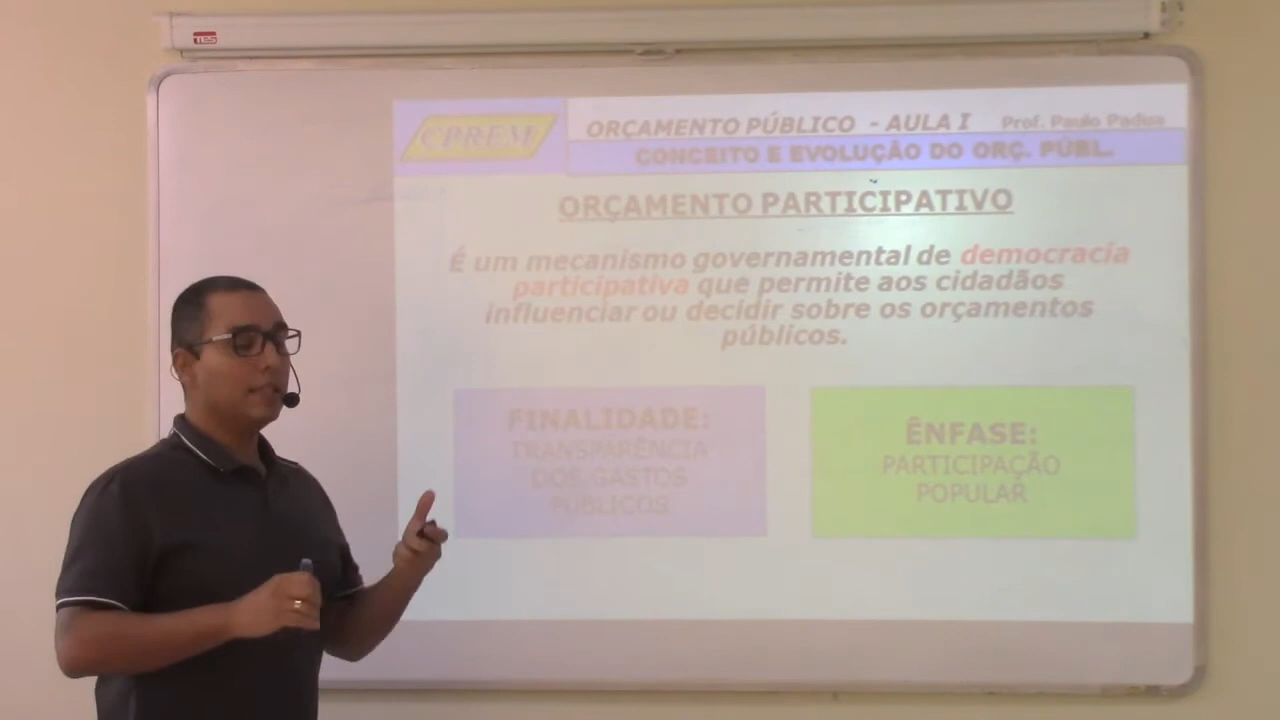 TES
CPREM
ORÇAMENTO PÚBLICO - AULA I Prof. Paulo Padua
CONCEITO E EVOLUÇÃO DO ORÇ. PÚBL.
ORÇAMENTO PARTICIPATIVO
É um mecanismo governamental de democracia
participativa que permite aos cidadãos
influenciar ou decidir sobre os orçamentos
públicos.
FINALIDADE:
TRANSPARÊNCIA
DOS GASTOS
PÚBLICOS
ÊNFASE:
PARTICIPAÇÃO
POPULAR